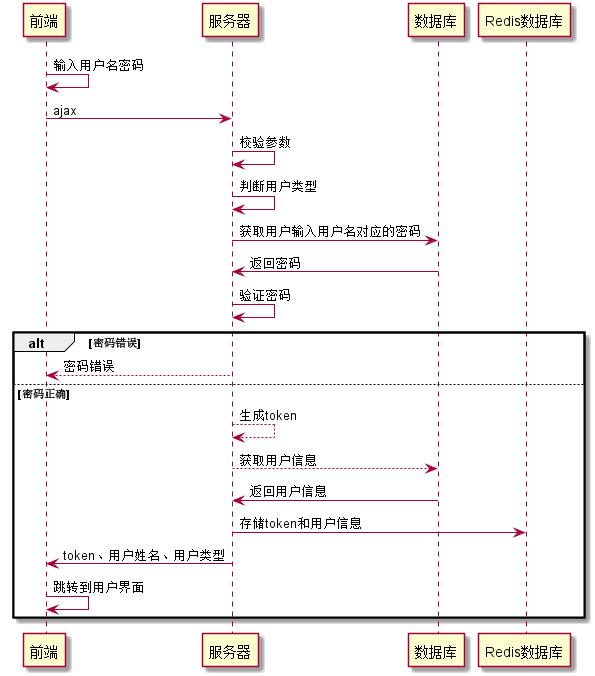 前端 服务器 数据库 Redis数据库
输入用户名密码
ajax
校验参数
判断用户类型
获取用户输入用户名对应的密码
返回密码
验证密码
alt [密码错误]
密码错误
[密码正确]
生成token
获取用户信息
返回用户信息
存储token和用户信息
token、用户姓名、用户类型
跳转到用户界面
前端 服务器 数据库 Redis数据库